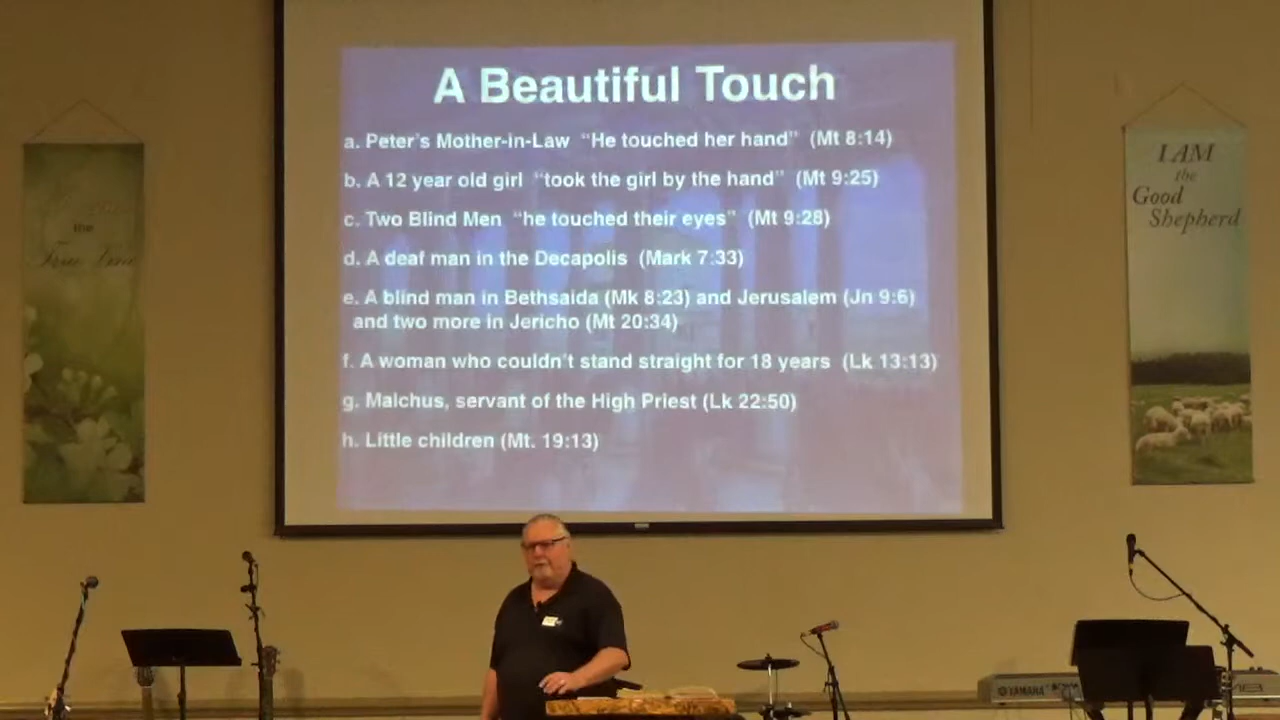 A Beautiful Touch
a. Peter's Mother-in-Law "He touched her hand" (Mt 8:14)
b. A 12 year old girl "took the girl by the hand" (Mt 9:25)
c. Two Blind Men "he touched their eyes" (Mt 9:28)
d. A deaf man in the Decapolis (Mark 7:33)
e. A blind man in Bethsaida (Mk 8:23) and Jerusalem (Jn 9:6)
and two more in Jericho (Mt 20:34)
f. A woman who couldn't stand straight for 18 years (Lk 13:13)
g. Malchus, servant of the High Priest (Lk 22:50)
h. Little children (Mt. 19:13)
the
I AM
the
Good
Shepherd
YAMAHA